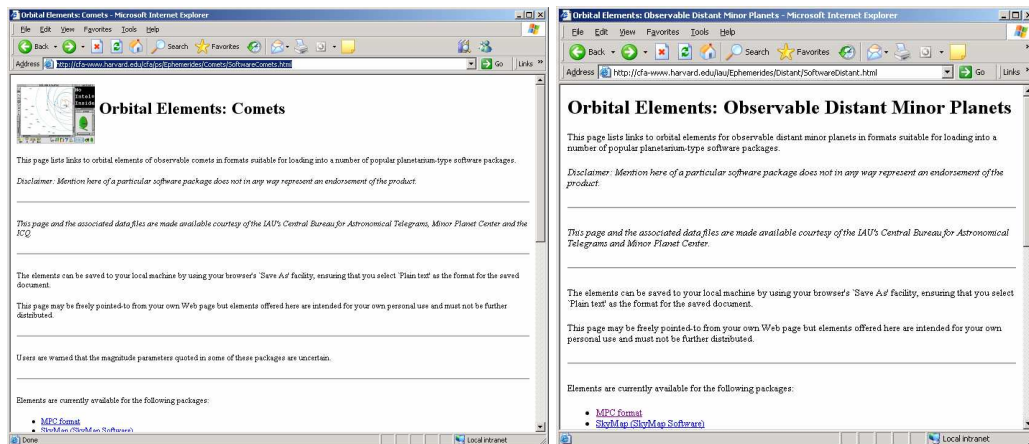 Orbital Elements: Comets - Microsoft Internet Explorer
File Edit View Favorites Tools Help
Back Search Favorites
Address http://cfa-www.harvard.edu/cfa/ps/Ephemerides/Comets/SoftwareComets.html Go Links »
No
Inside
Orbital Elements: Comets
This page lists links to orbital elements of observable comets in formats suitable for loading into a number of popular planetarium-type software packages.
Disclaimer: Mention here of a particular software package does not in any way represent an endorsement of the product.
This page and the associated data files are made available courtesy of the IAU's Central Bureau for Astronomical Telegrams, Minor Planet Center and the
ICQ.
The elements can be saved to your local machine by using your browser's `Save As' facility, ensuring that you select `Plain text' as the format for the saved
document.
This page may be freely pointed-to from your own Web page but elements offered here are intended for your own personal use and must not be further
distributed.
Users are warned that the magnitude parameters quoted in some of these packages are uncertain.
Elements are currently available for the following packages:
MPC format
SkyMap (SkyMap Software)
Done Local intranet
Orbital Elements: Observable Distant Minor Planets - Microsoft Internet Explorer
File Edit View Favorites Tools Help
Back Search Favorites
Address http://cfa-www.harvard.edu/iau/Ephemerides/Distant/SoftwareDistant.html Go Links »
Orbital Elements: Observable Distant Minor Planets
This page lists links to orbital elements for observable distant minor planets in formats suitable for loading into a
number of popular planetarium-type software packages.
Disclaimer: Mention here of a particular software package does not in any way represent an endorsement of the
product.
This page and the associated data files are made available courtesy of the IAU's Central Bureau for Astronomical
Telegrams and Minor Planet Center.
The elements can be saved to your local machine by using your browser's `Save As' facility, ensuring that you select
`Plain text' as the format for the saved document.
This page may be freely pointed-to from your own Web page but elements offered here are intended for your own
personal use and must not be further distributed.
Elements are currently available for the following packages:
MPC format
SkyMap (SkyMap Software)
Local intranet